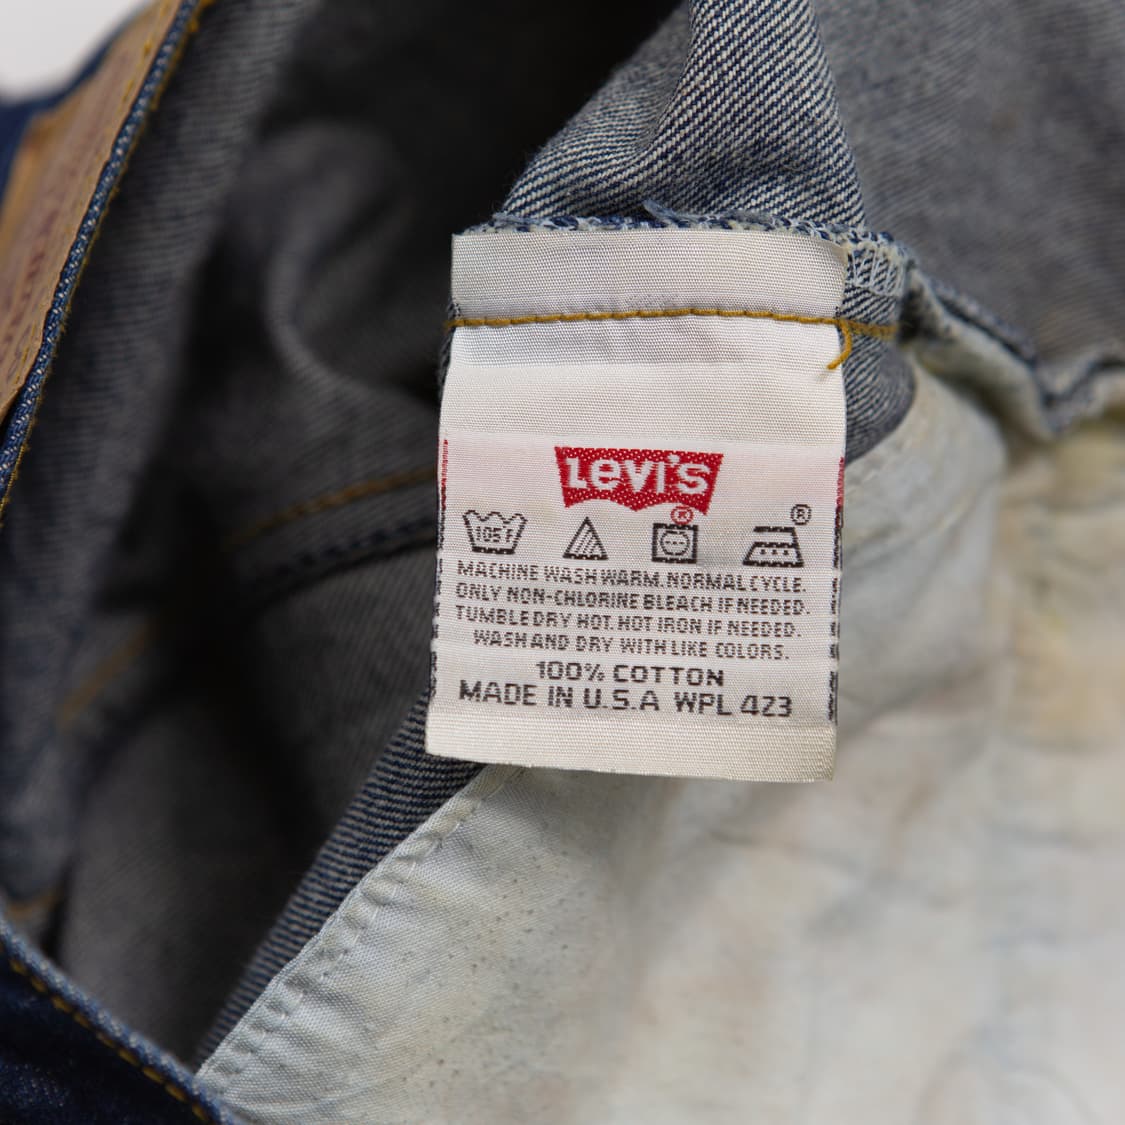 Levi's
®
105 F
®
MACHINE WASH WARM. NORMAL CYCLE.
ONLY NON-CHLORINE BLEACH IF NEEDED.
TUMBLE DRY HOT. HOT IRON IF NEEDED.
WASH AND DRY WITH LIKE COLORS.
100% COTTON
MADE IN U.S.A WPL 423